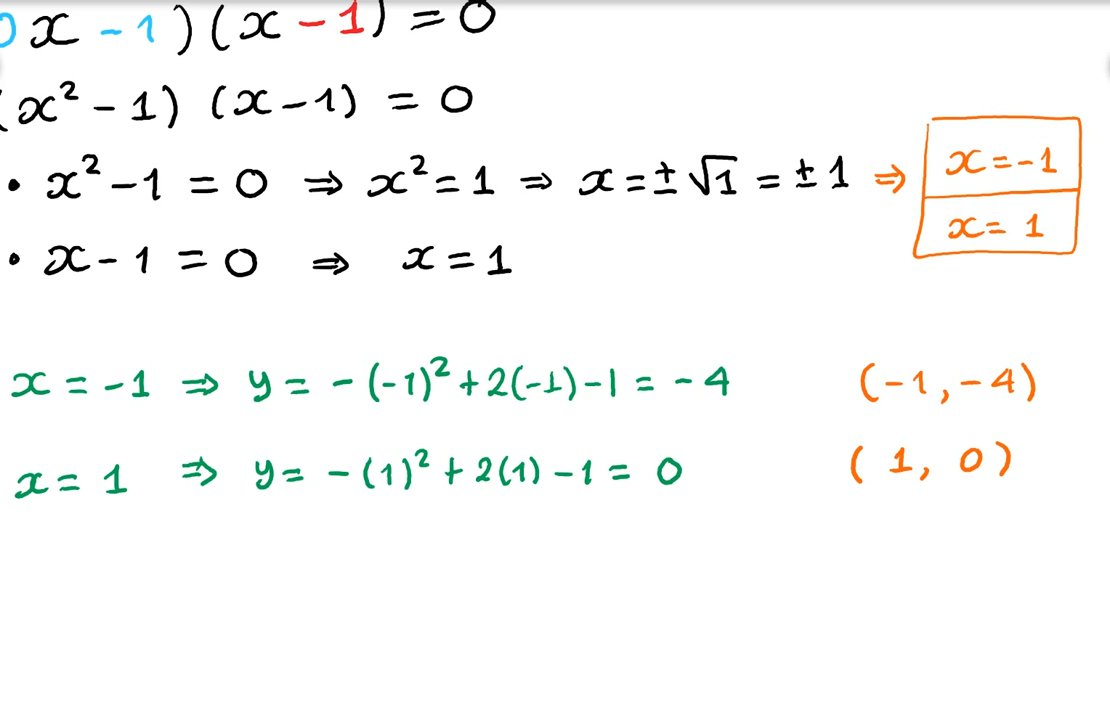 0x - 1)(x - 1) = 0
(x² - 1) (x - 1) = 0
• x² - 1 = 0 ⇒ x² = 1 ⇒ x = ± √1 = ± 1 ⇒ x = -1
x = 1
• x - 1 = 0 ⇒ x = 1
x = -1 ⇒ y = - (-1)² + 2(-1) - 1 = - 4 (-1, -4)
x = 1 ⇒ y = - (1)² + 2(1) - 1 = 0 (1, 0)